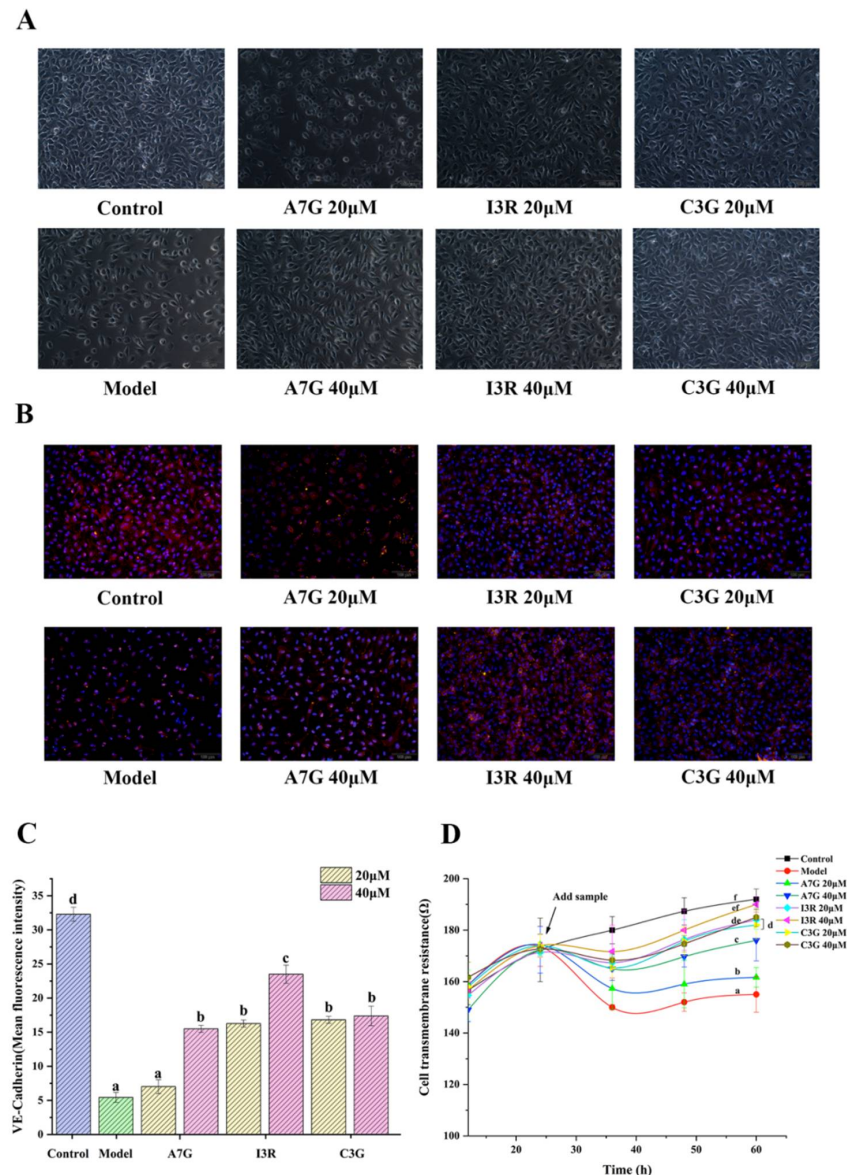 A
Control
A7G 20μM
I3R 20μM
C3G 20μM
Model
A7G 40μM
I3R 40μM
C3G 40μM
B
Control
A7G 20μM
I3R 20μM
C3G 20μM
Model
A7G 40μM
I3R 40μM
C3G 40μM
C
VE-Cadherin(Mean fluorescence intensity)
35
30
25
20
15
10
5
0
20μM
40μM
d
a
a
b
b
c
b
b
Control
Model
A7G
I3R
C3G
D
Cell transmembrane resistance(Ω)
200
180
160
140
120
100
Add sample
Control
Model
A7G 20μM
A7G 40μM
I3R 20μM
I3R 40μM
C3G 20μM
C3G 40μM
f
ef
de
d
c
b
a
20
30
40
50
60
Time (h)